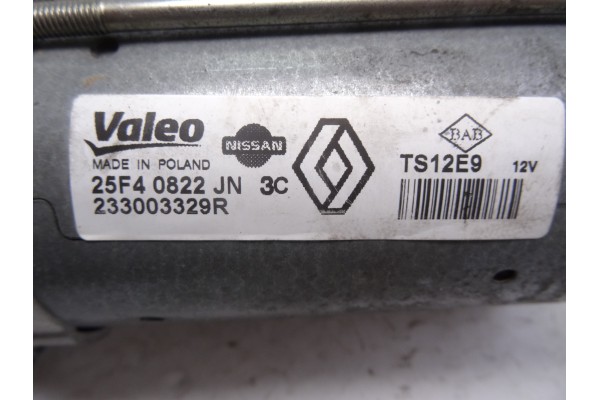 Valeo
NISSAN
BAB
MADE IN POLAND
TS12E9 12V
25F4 0822 JN 3C
233003329R